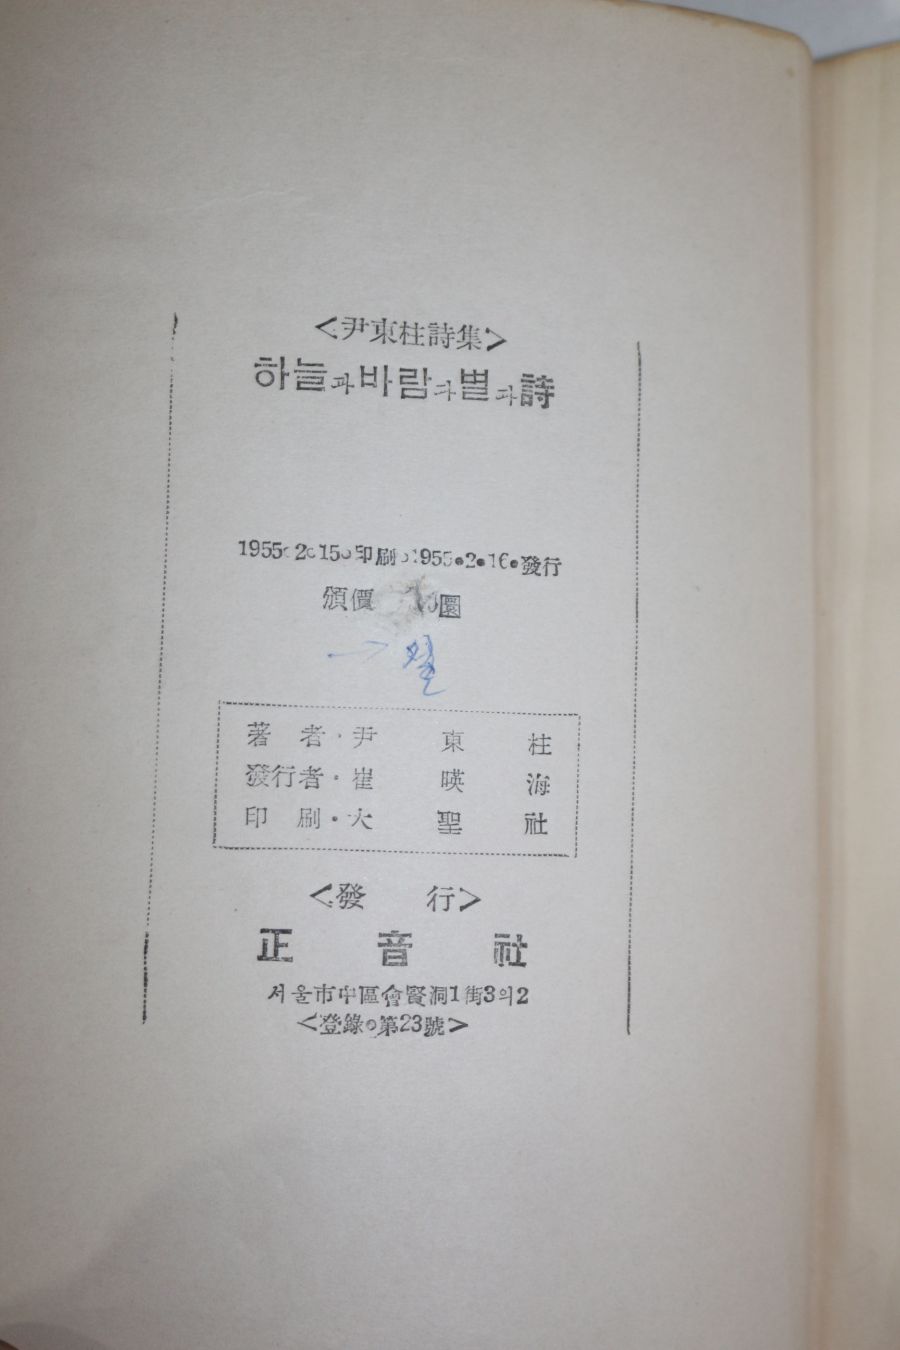 <尹東柱詩集>
하늘과바람과별과詩
1955. 2. 15. 印刷. 1955. 2. 16. 發行
頒價 圜
著 者・尹 東 柱
發行者・崔 暎 海
印 刷・大 聖 社
<發 行>
正 音 社
서울市中區會賢洞1街3의2
<登錄・第23號>